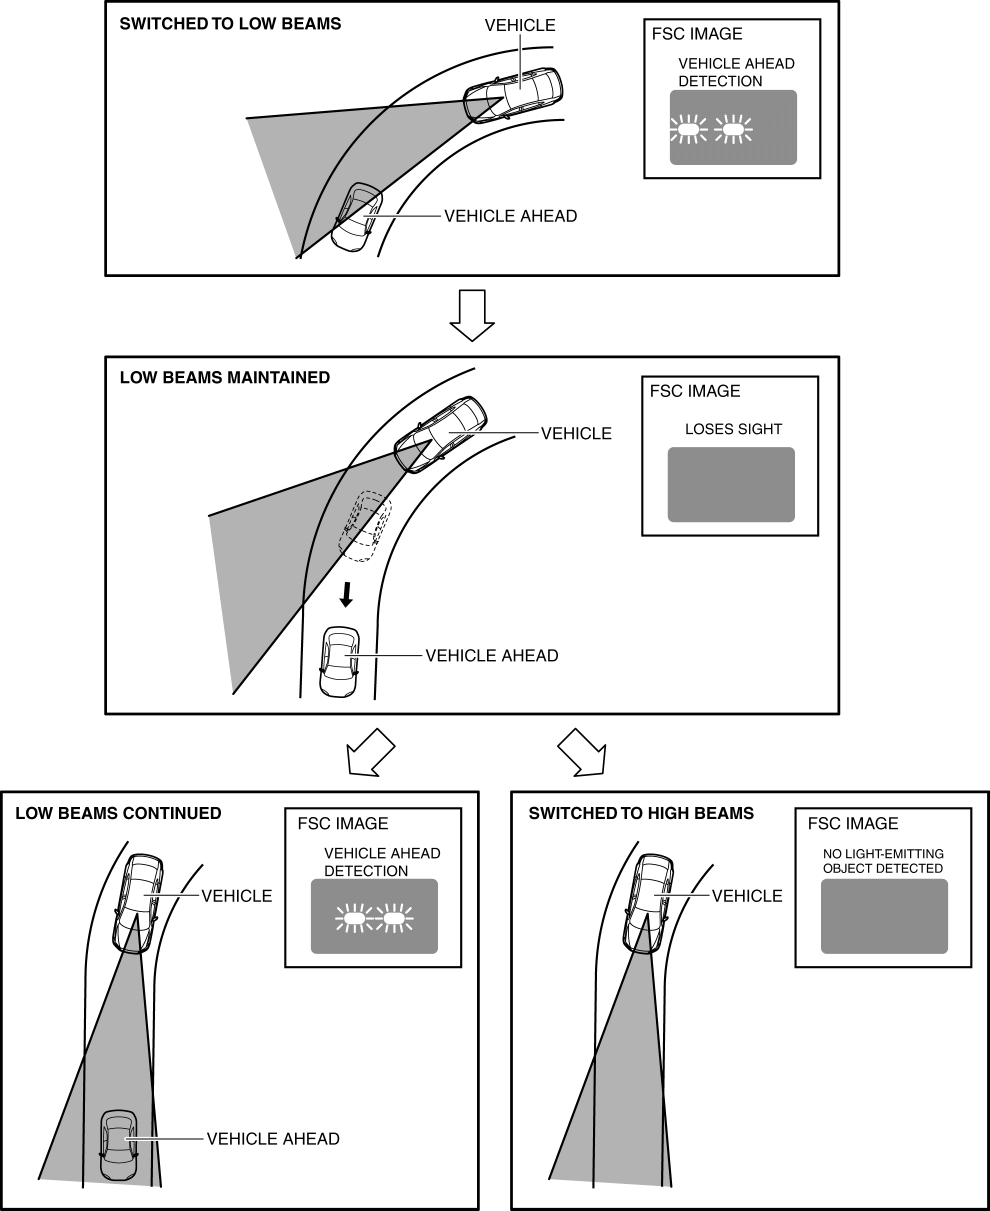 SWITCHED TO LOW BEAMS
VEHICLE
FSC IMAGE
VEHICLE AHEAD
DETECTION
VEHICLE AHEAD
LOW BEAMS MAINTAINED
FSC IMAGE
LOSES SIGHT
VEHICLE
VEHICLE AHEAD
LOW BEAMS CONTINUED
FSC IMAGE
VEHICLE AHEAD
DETECTION
VEHICLE
VEHICLE AHEAD
SWITCHED TO HIGH BEAMS
FSC IMAGE
NO LIGHT-EMITTING
OBJECT DETECTED
VEHICLE